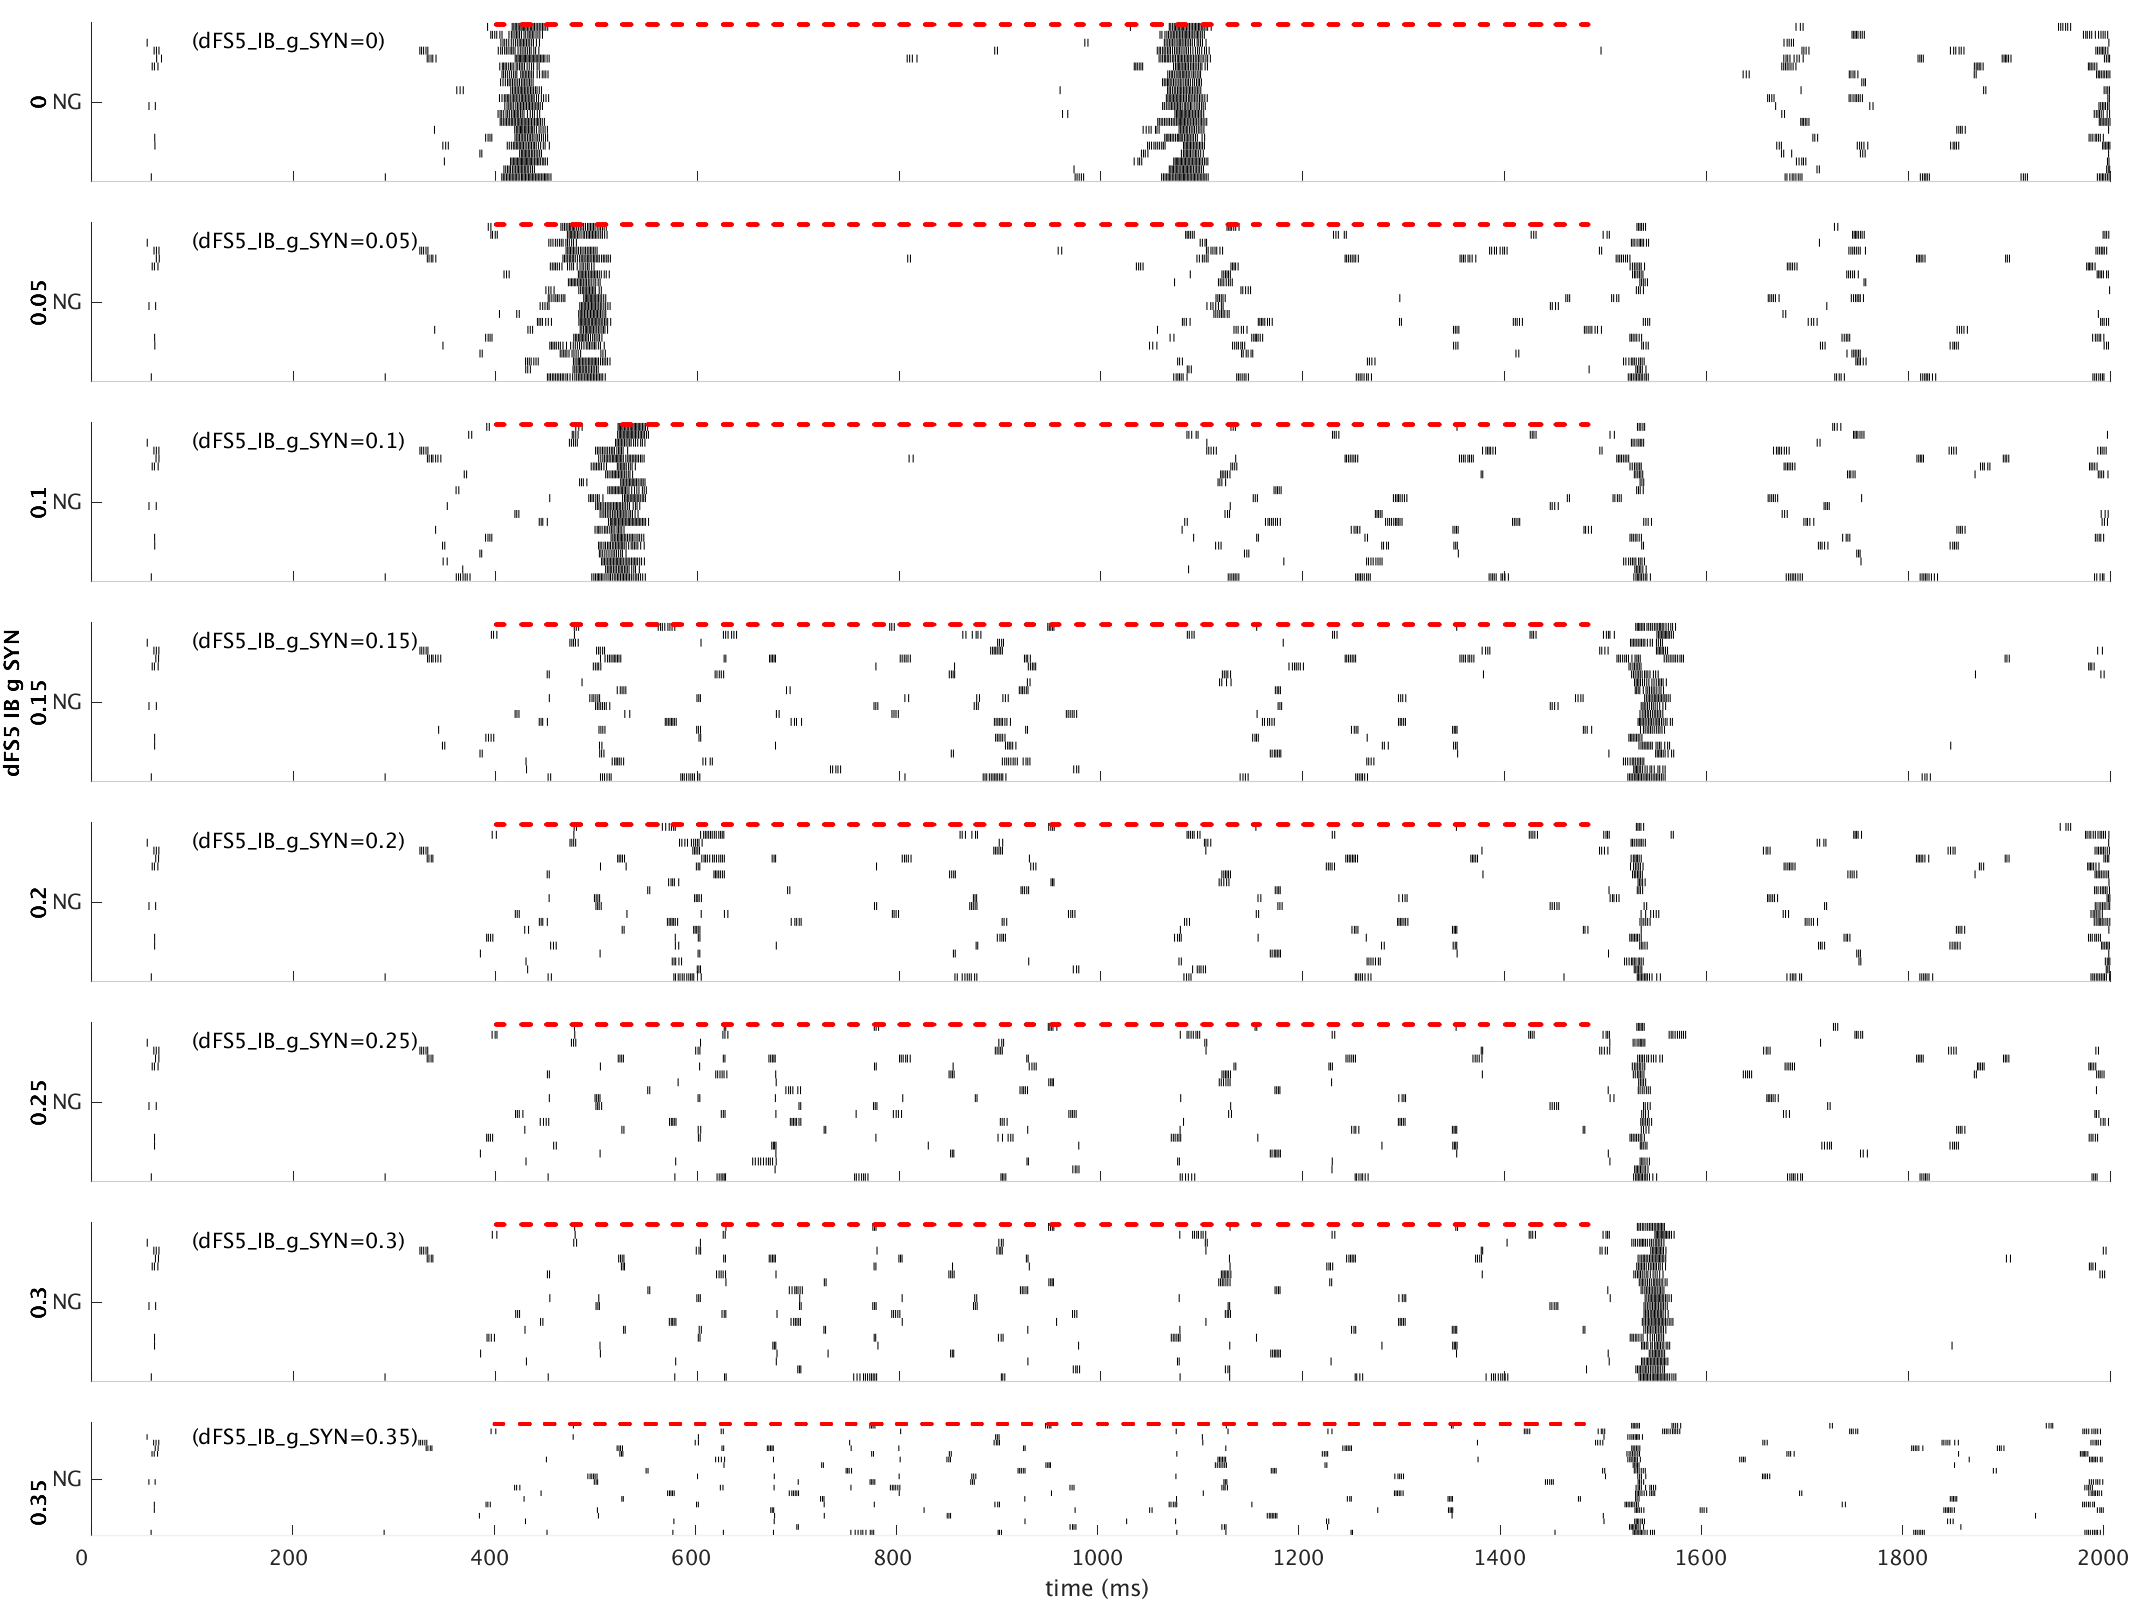 (dFS5_IB_g_SYN=0)
0 NG
(dFS5_IB_g_SYN=0.05)
0.05 NG
(dFS5_IB_g_SYN=0.1)
0.1 NG
dFS5 IB g SYN
(dFS5_IB_g_SYN=0.15)
0.15 NG
(dFS5_IB_g_SYN=0.2)
0.2 NG
(dFS5_IB_g_SYN=0.25)
0.25 NG
(dFS5_IB_g_SYN=0.3)
0.3 NG
(dFS5_IB_g_SYN=0.35)
0.35 NG
0 200 400 600 800 1000 1200 1400 1600 1800 2000
time (ms)